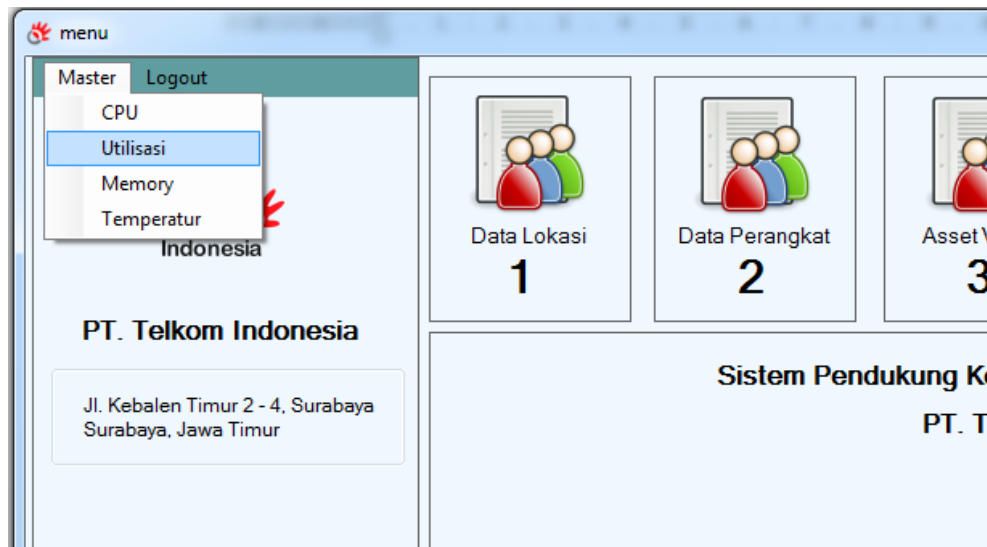 menu
Master Logout
CPU
Utilisasi
Memory
Temperatur
Indonesia
PT. Telkom Indonesia
Jl. Kebalen Timur 2 - 4, Surabaya
Surabaya, Jawa Timur
Data Lokasi
1
Data Perangkat
2
Asset
3
Sistem Pendukung
PT.